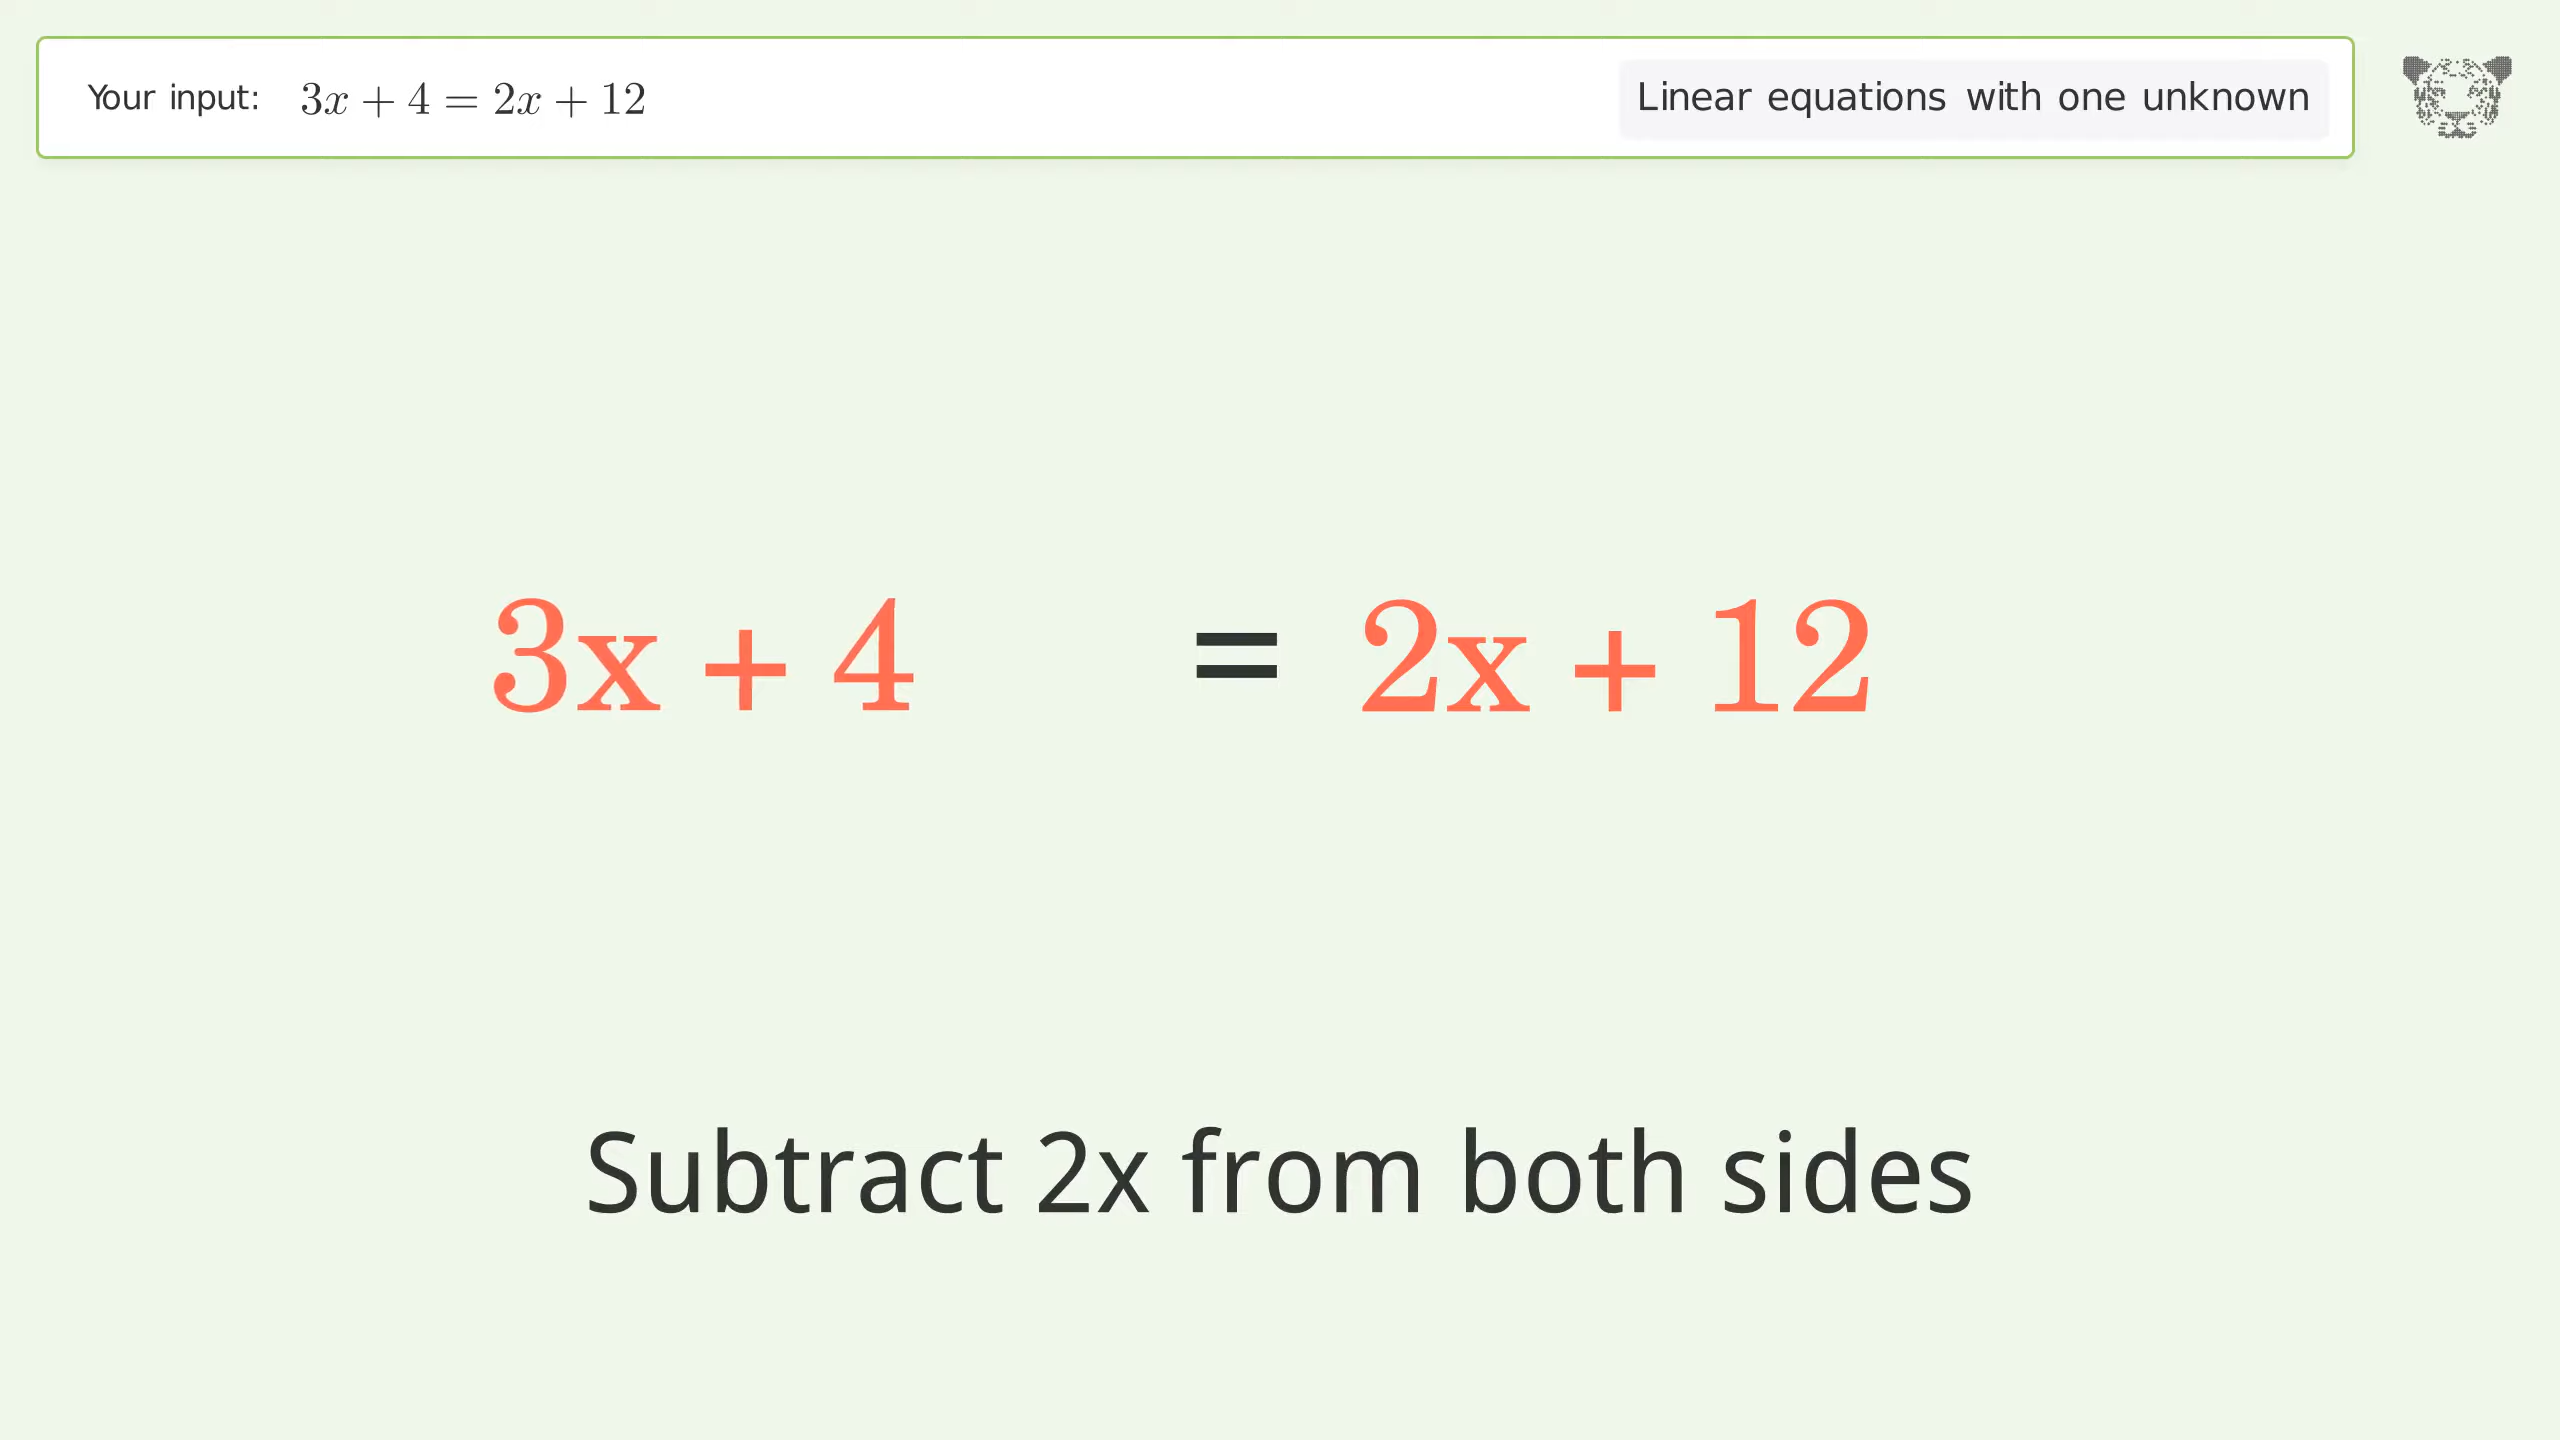 Your input: 3x + 4 = 2x + 12
Linear equations with one unknown
3x + 4 = 2x + 12
Subtract 2x from both sides